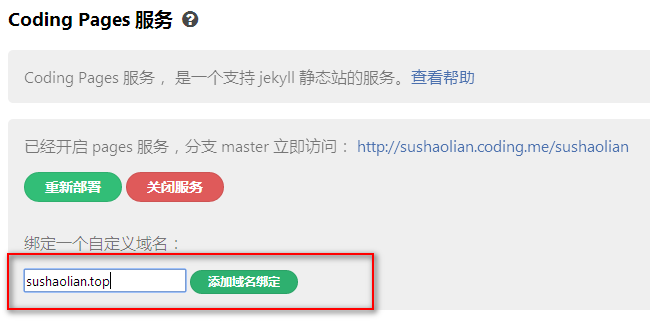 Coding Pages 服务 ?
Coding Pages 服务 ，是一个支持 jekyll 静态站的服务。查看帮助
已经开启 pages 服务，分支 master 立即访问： http://sushaolian.coding.me/sushaolian
重新部署 关闭服务
绑定一个自定义域名：
sushaolian.top 添加域名绑定